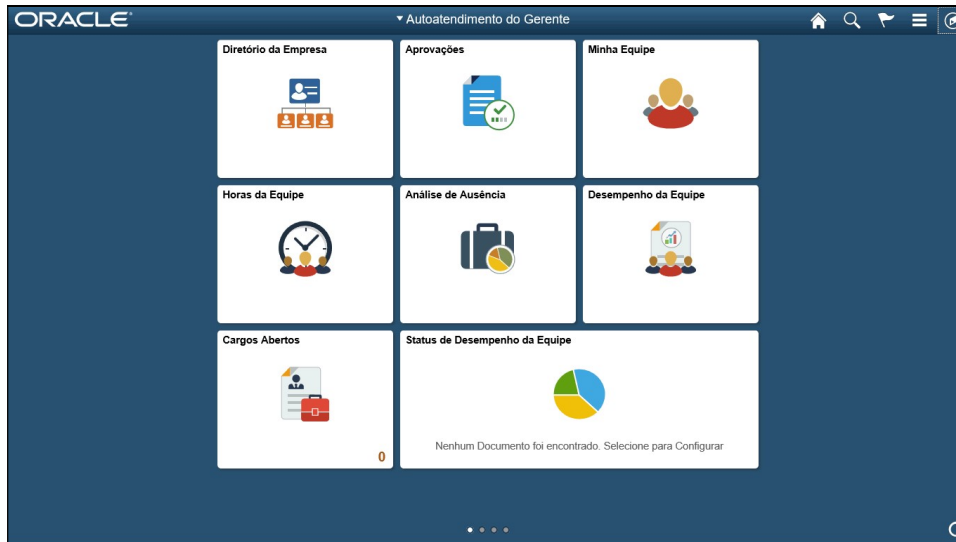 ORACLE
Autoatendimento do Gerente
Diretório da Empresa
Aprovações
Minha Equipe
Horas da Equipe
Análise de Ausência
Desempenho da Equipe
Cargos Abertos
0
Status de Desempenho da Equipe
Nenhum Documento foi encontrado. Selecione para Configurar